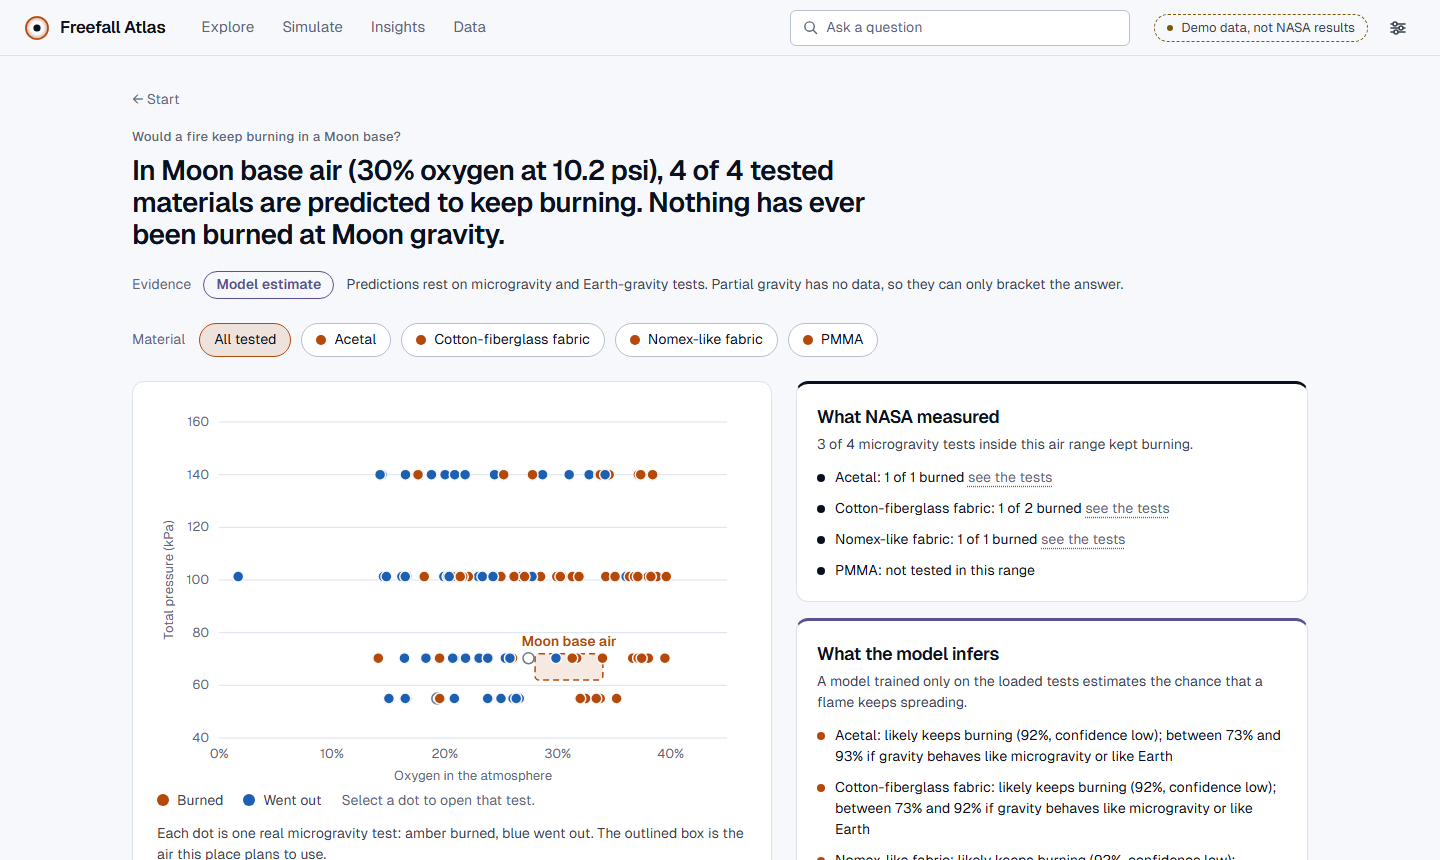 Freefall Atlas
Explore
Simulate
Insights
Data
Ask a question
Demo data, not NASA results
← Start
Would a fire keep burning in a Moon base?
In Moon base air (30% oxygen at 10.2 psi), 4 of 4 tested
materials are predicted to keep burning. Nothing has ever
been burned at Moon gravity.
Evidence
Model estimate
Predictions rest on microgravity and Earth-gravity tests. Partial gravity has no data, so they can only bracket the answer.
Material
All tested
Acetal
Cotton-fiberglass fabric
Nomex-like fabric
PMMA
160
140
120
100
80
60
40
Total pressure (kPa)
Moon base air
0%
10%
20%
30%
40%
Oxygen in the atmosphere
Burned
Went out
Select a dot to open that test.
Each dot is one real microgravity test: amber burned, blue went out. The outlined box is the
air this place plans to use.
What NASA measured
3 of 4 microgravity tests inside this air range kept burning.
Acetal: 1 of 1 burned see the tests
Cotton-fiberglass fabric: 1 of 2 burned see the tests
Nomex-like fabric: 1 of 1 burned see the tests
PMMA: not tested in this range
What the model infers
A model trained only on the loaded tests estimates the chance that a
flame keeps spreading.
Acetal: likely keeps burning (92%, confidence low); between 73% and
93% if gravity behaves like microgravity or like Earth
Cotton-fiberglass fabric: likely keeps burning (92%, confidence low);
between 73% and 92% if gravity behaves like microgravity or like
Earth
Nomex-like fabric: likely keeps burning (92%, confidence low);